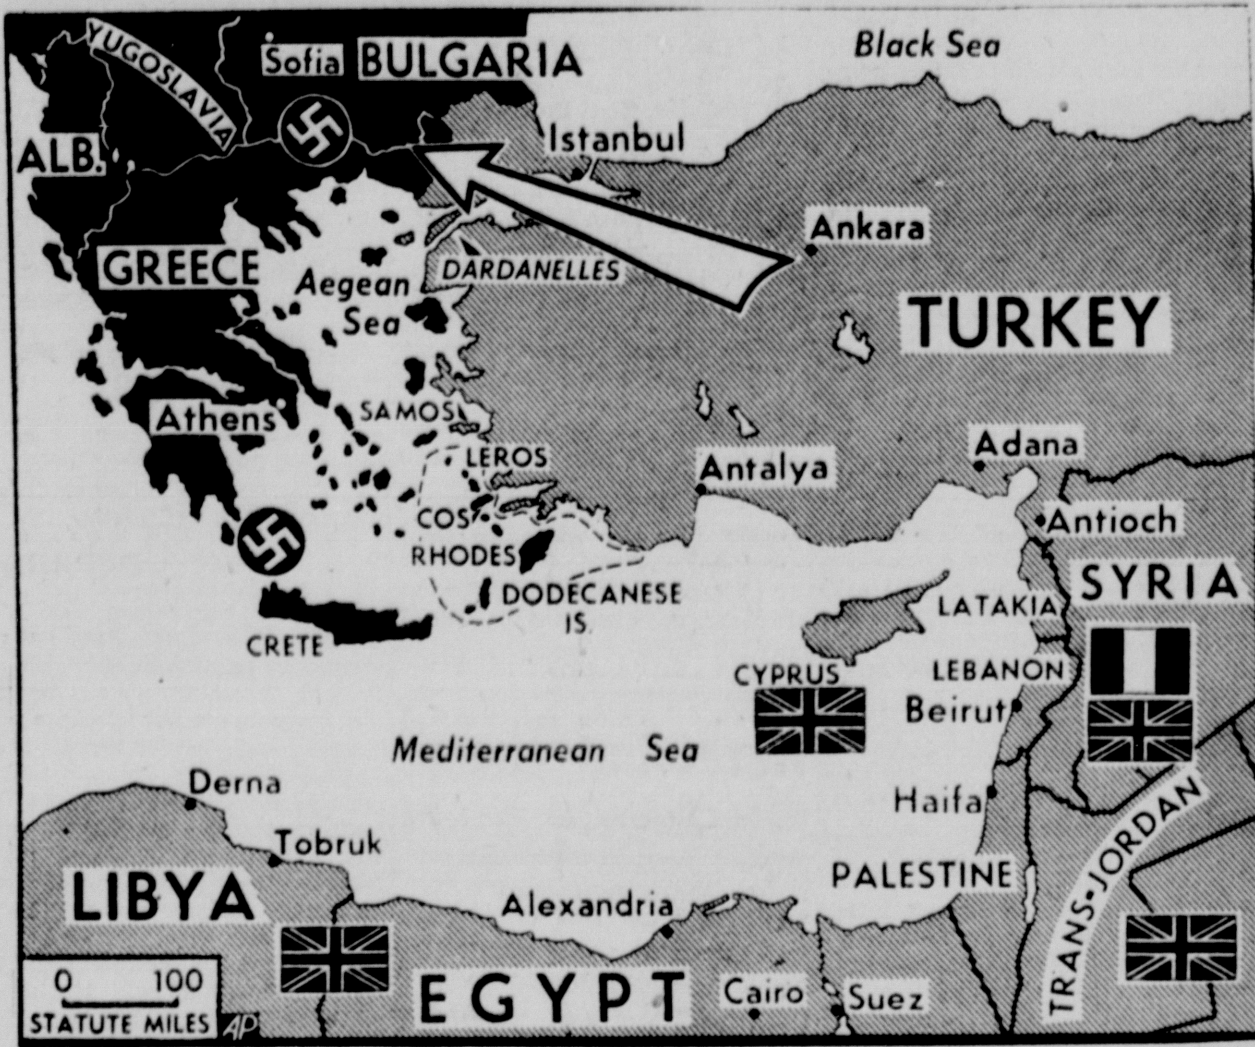 Black Sea
YUGOSLAVIA
Sofia BULGARIA
ALB.
Istanbul
Ankara
GREECE
Aegean
Sea
DARDANELLES
TURKEY
Athens
SAMOS
LEROS
Antalya
Adana
COS
Antioch
RHODES
SYRIA
DODECANESE
IS.
LATAKIA
CRETE
CYPRUS
LEBANON
Beirut
Mediterranean Sea
Derna
Haifa
Tobruk
PALESTINE
TRANS-JORDAN
LIBYA
Alexandria
EGYPT
Cairo
Suez
0 100
STATUTE MILES
AP